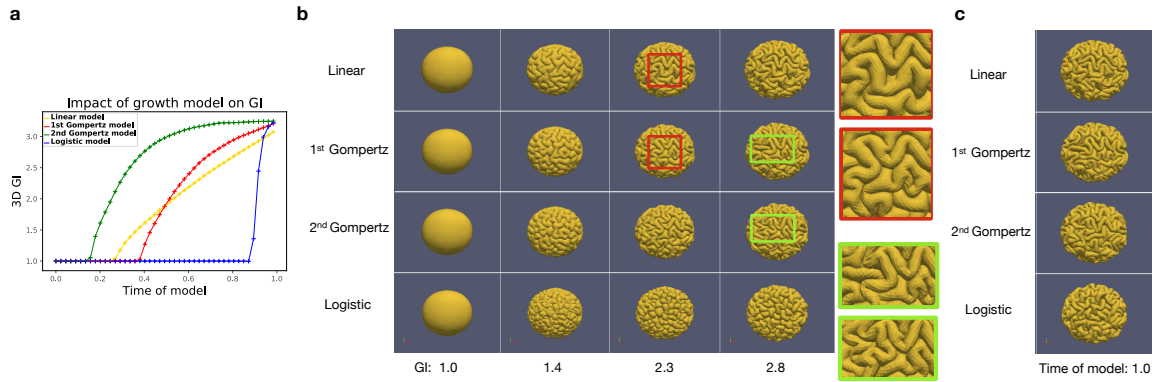 a
Impact of growth model on GI
Linear model
1st Gompertz model
2nd Gompertz model
Logistic model
3D GI
3.0
2.5
2.0
1.5
1.0
0.0
0.2
0.4
0.6
0.8
1.0
Time of model
b
Linear
1st Gompertz
2nd Gompertz
Logistic
GI: 1.0
1.4
2.3
2.8
c
Linear
1st Gompertz
2nd Gompertz
Logistic
Time of model: 1.0